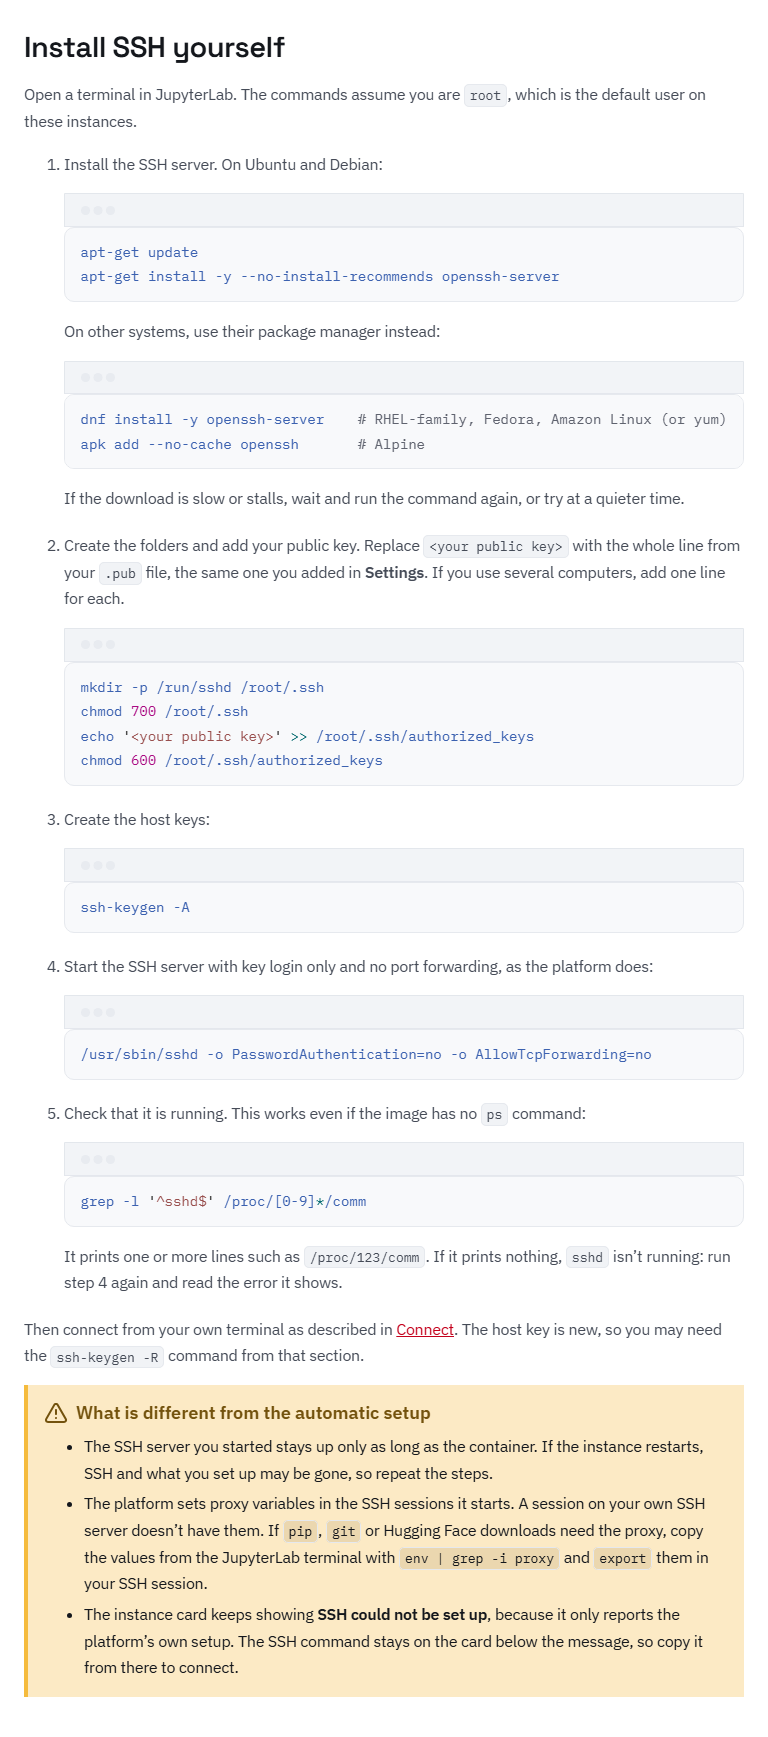 Install SSH yourself
Open a terminal in JupyterLab. The commands assume you are root, which is the default user on
these instances.
1. Install the SSH server. On Ubuntu and Debian:
apt-get update
apt-get install -y --no-install-recommends openssh-server
On other systems, use their package manager instead:
dnf install -y openssh-server    # RHEL-family, Fedora, Amazon Linux (or yum)
apk add --no-cache openssh       # Alpine
If the download is slow or stalls, wait and run the command again, or try at a quieter time.
2. Create the folders and add your public key. Replace <your public key> with the whole line from
your .pub file, the same one you added in Settings. If you use several computers, add one line
for each.
mkdir -p /run/sshd /root/.ssh
chmod 700 /root/.ssh
echo '<your public key>' >> /root/.ssh/authorized_keys
chmod 600 /root/.ssh/authorized_keys
3. Create the host keys:
ssh-keygen -A
4. Start the SSH server with key login only and no port forwarding, as the platform does:
/usr/sbin/sshd -o PasswordAuthentication=no -o AllowTcpForwarding=no
5. Check that it is running. This works even if the image has no ps command:
grep -l '^sshd$' /proc/[0-9]*/comm
It prints one or more lines such as /proc/123/comm. If it prints nothing, sshd isn’t running: run
step 4 again and read the error it shows.
Then connect from your own terminal as described in Connect. The host key is new, so you may need
the ssh-keygen -R command from that section.
What is different from the automatic setup
• The SSH server you started stays up only as long as the container. If the instance restarts,
SSH and what you set up may be gone, so repeat the steps.
• The platform sets proxy variables in the SSH sessions it starts. A session on your own SSH
server doesn’t have them. If pip, git or Hugging Face downloads need the proxy, copy
the values from the JupyterLab terminal with env | grep -i proxy and export them in
your SSH session.
• The instance card keeps showing SSH could not be set up, because it only reports the
platform’s own setup. The SSH command stays on the card below the message, so copy it
from there to connect.